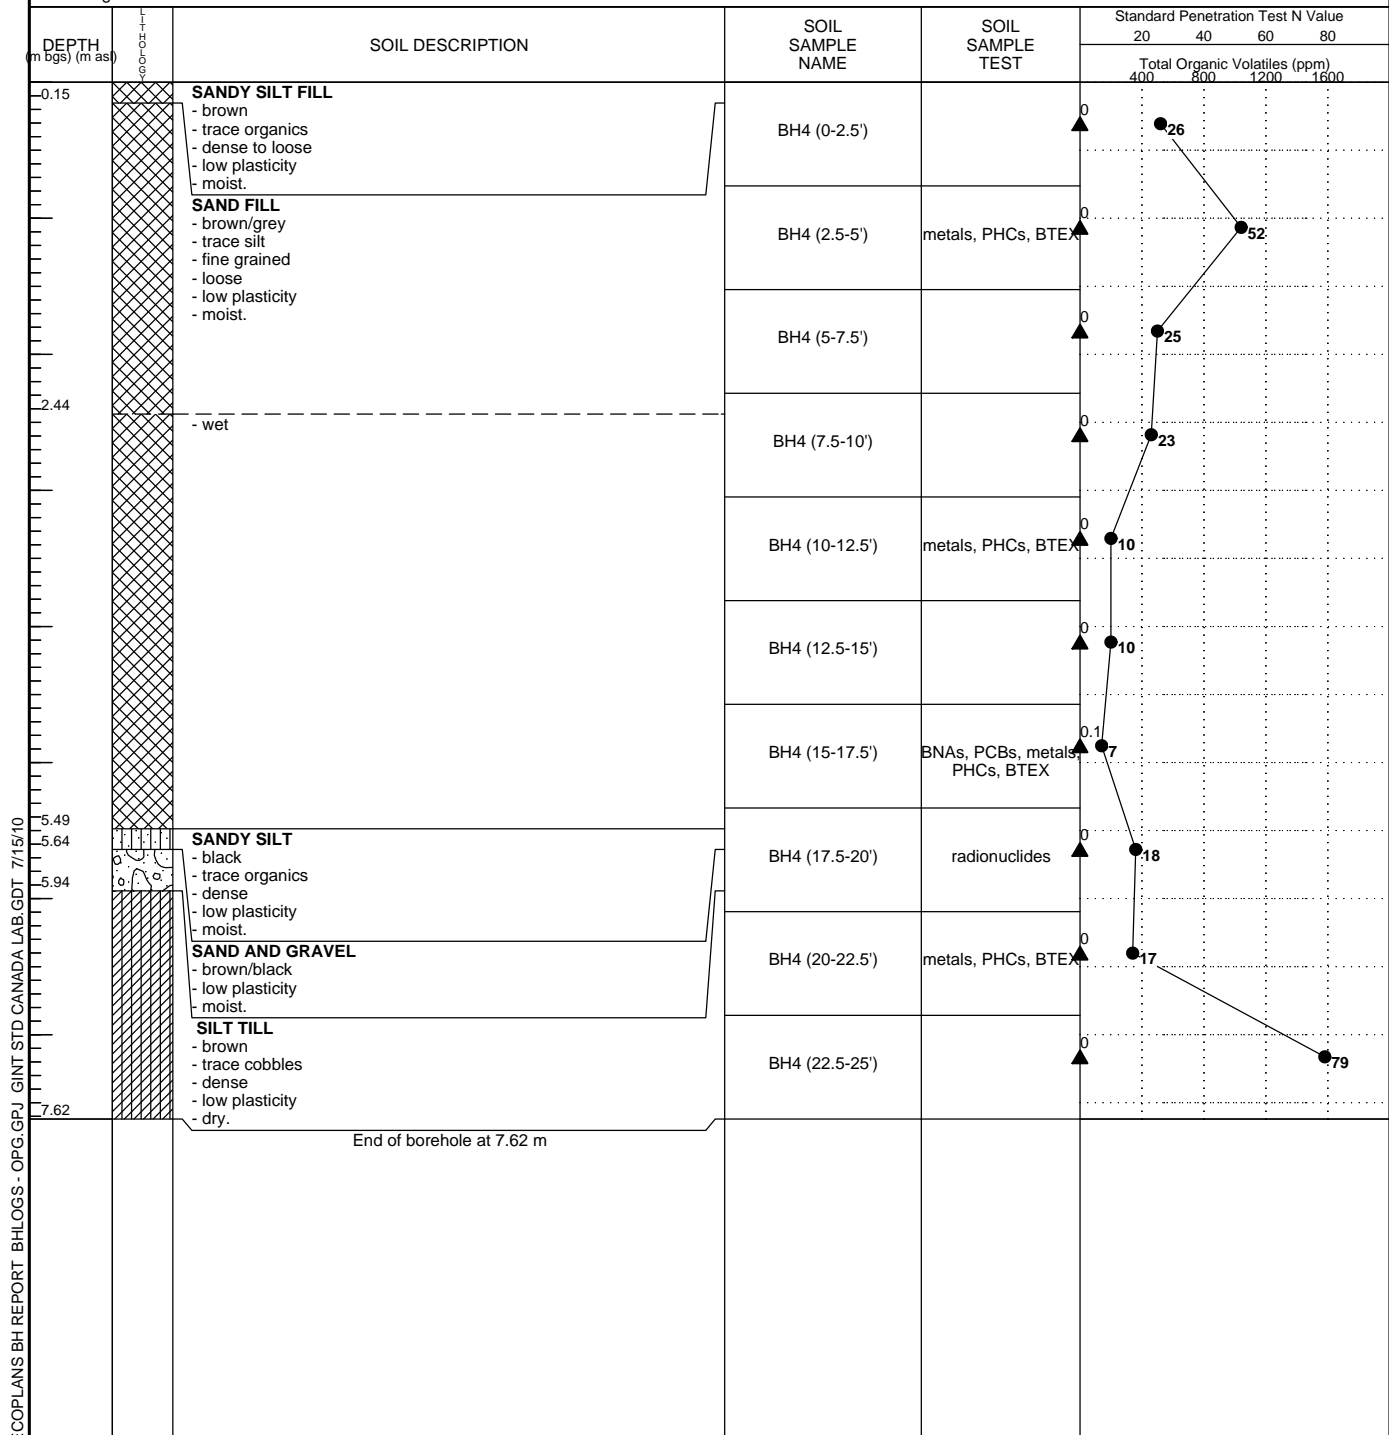 DEPTH
(m bgs) (m asl)
LITHOLOGY
SOIL DESCRIPTION
SOIL
SAMPLE
NAME
SOIL
SAMPLE
TEST
Standard Penetration Test N Value
20 40 60 80
Total Organic Volatiles (ppm)
400 800 1200 1600
0.15
SANDY SILT FILL
- brown
- trace organics
- dense to loose
- low plasticity
- moist.
BH4 (0-2.5')
0
26
SAND FILL
- brown/grey
- trace silt
- fine grained
- loose
- low plasticity
- moist.
BH4 (2.5-5')
metals, PHCs, BTEX
0
52
BH4 (5-7.5')
0
25
2.44
- wet
BH4 (7.5-10')
0
23
BH4 (10-12.5')
metals, PHCs, BTEX
0
10
BH4 (12.5-15')
0
10
BH4 (15-17.5')
BNAs, PCBs, metals,
PHCs, BTEX
0.1
7
5.49
5.64
5.94
SANDY SILT
- black
- trace organics
- dense
- low plasticity
- moist.
BH4 (17.5-20')
radionuclides
0
18
SAND AND GRAVEL
- brown/black
- low plasticity
- moist.
BH4 (20-22.5')
metals, PHCs, BTEX
0
17
SILT TILL
- brown
- trace cobbles
- dense
- low plasticity
- dry.
BH4 (22.5-25')
0
79
7.62
End of borehole at 7.62 m
ECOPLANS BH REPORT BHLOGS - OPG.GPJ GINT STD CANADA LAB.GDT 7/15/10